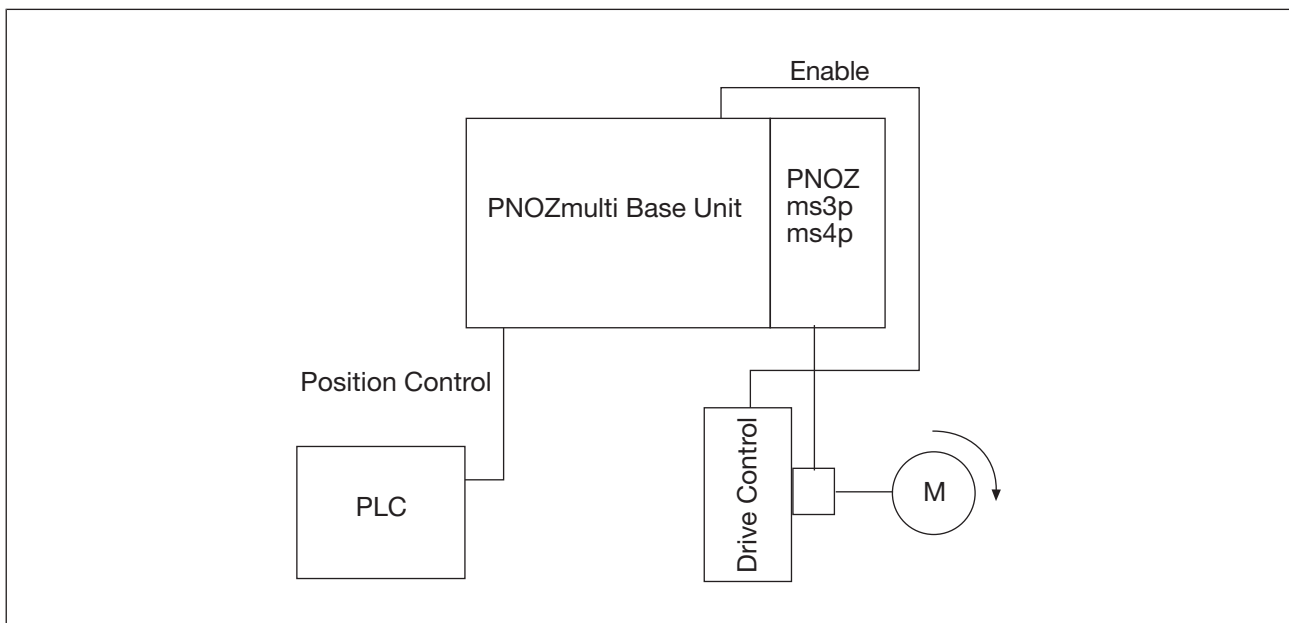 Enable
PNOZmulti Base Unit
PNOZ
ms3p
ms4p
Position Control
PLC
Drive Control
M